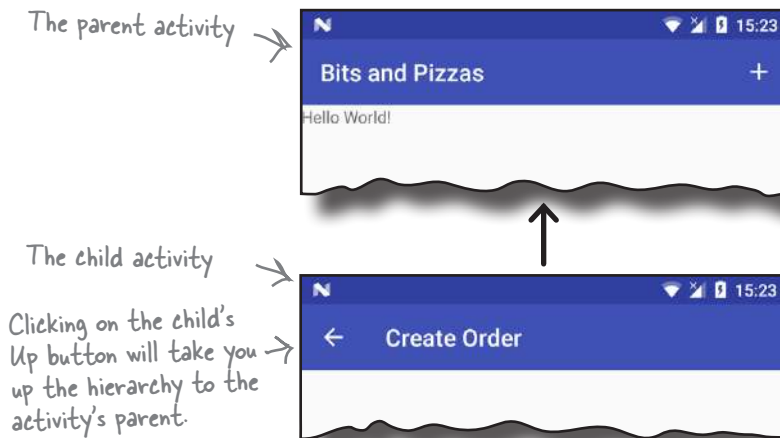 The parent activity
15:23
Bits and Pizzas
+
Hello World!
The child activity
15:23
Clicking on the child's
Up button will take you
up the hierarchy to the
activity's parent.
Create Order